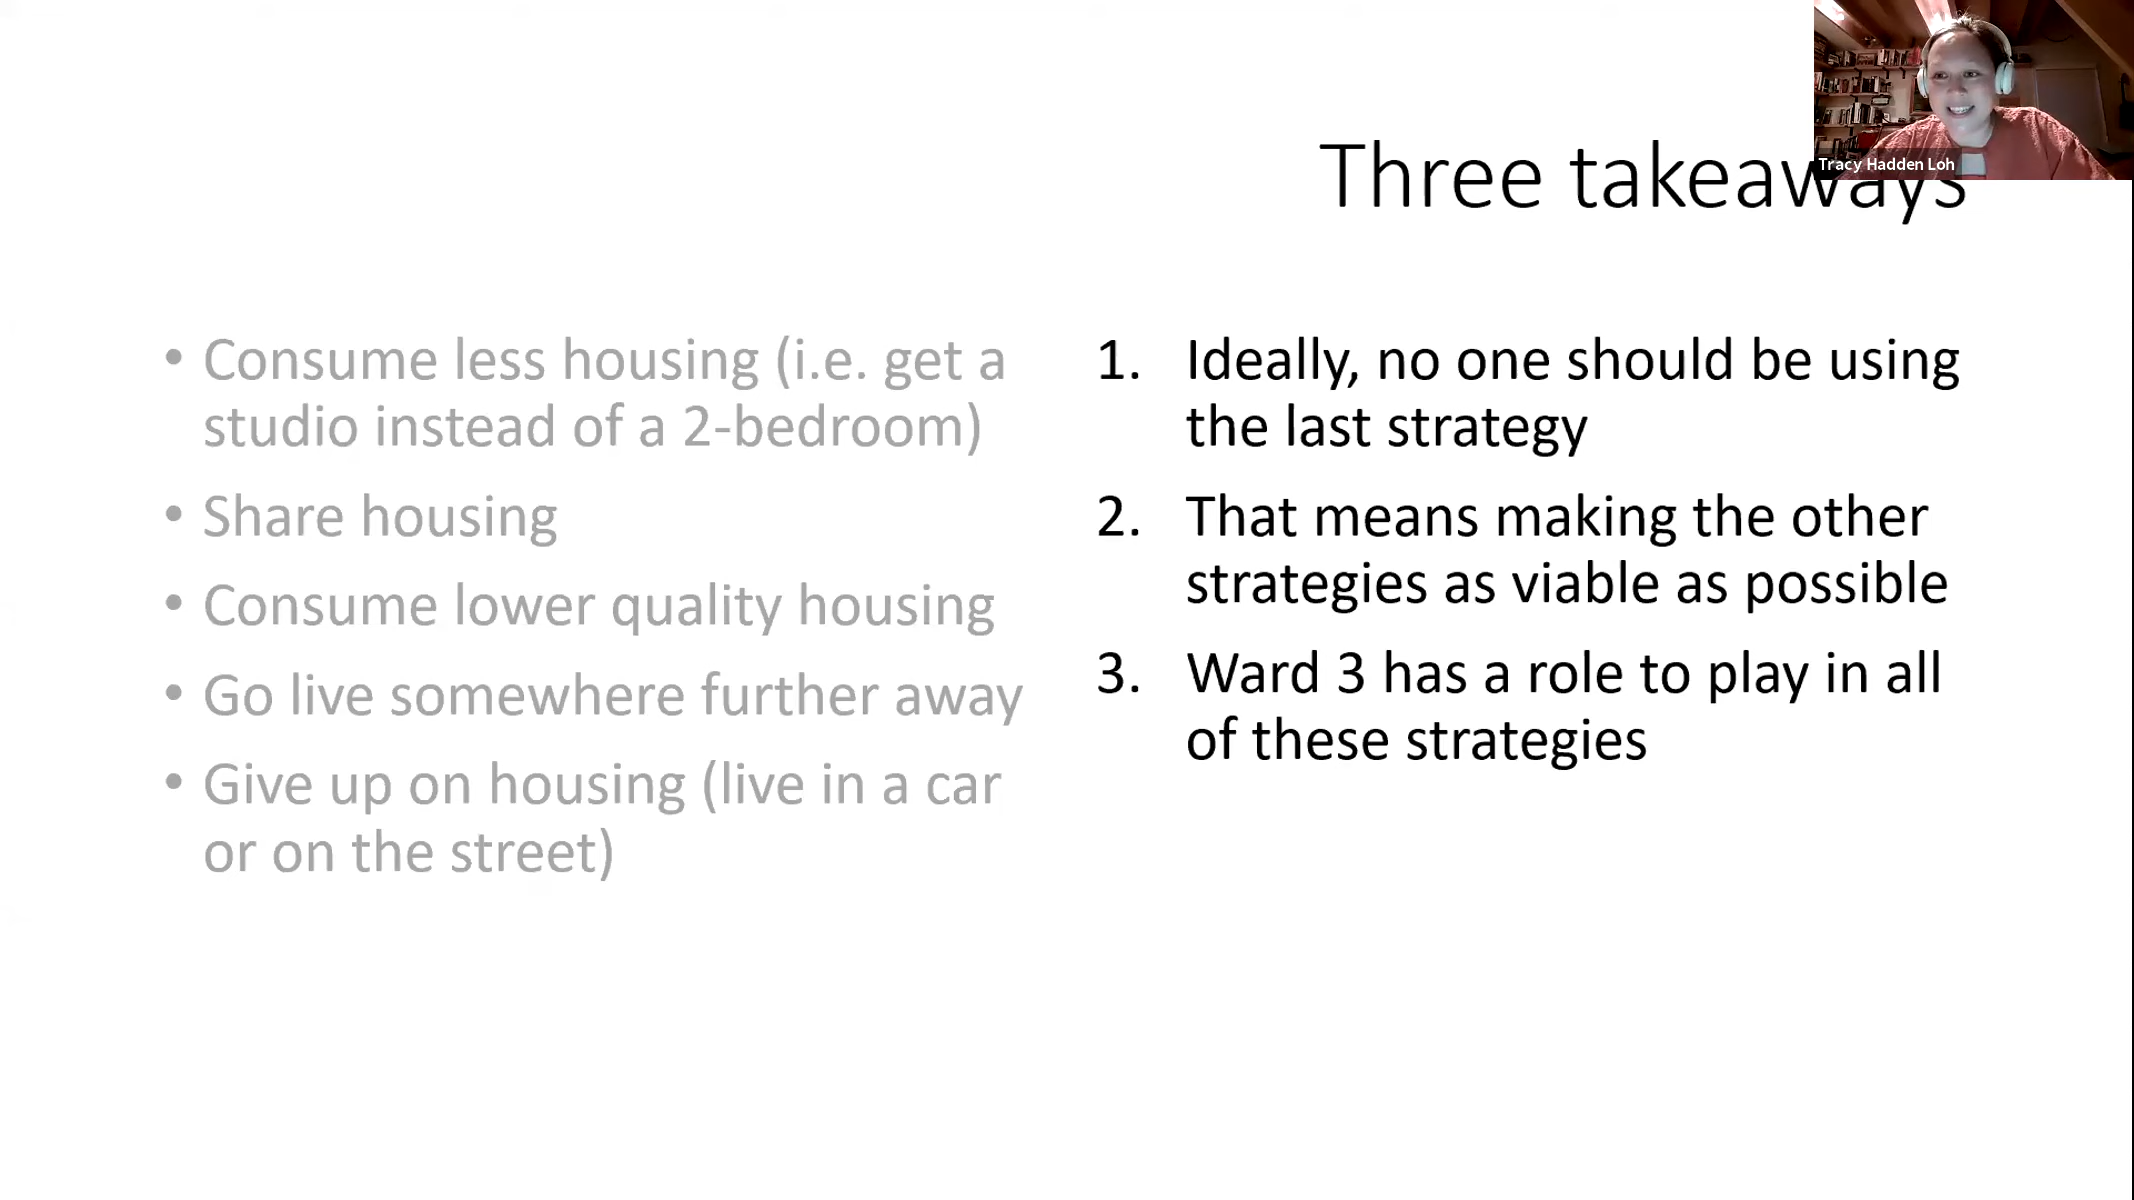 Tracy Hadden Loh
Three takeaways
• Consume less housing (i.e. get a
studio instead of a 2-bedroom)
• Share housing
• Consume lower quality housing
• Go live somewhere further away
• Give up on housing (live in a car
or on the street)
1. Ideally, no one should be using
the last strategy
2. That means making the other
strategies as viable as possible
3. Ward 3 has a role to play in all
of these strategies